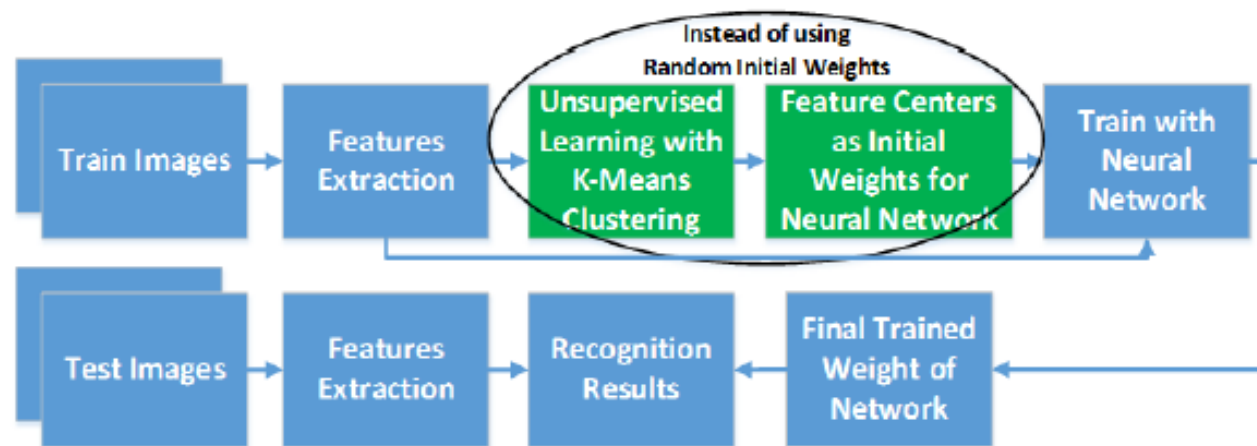 Instead of using
Random Initial Weights
Train Images
Features
Extraction
Unsupervised
Learning with
K-Means
Clustering
Feature Centers
as Initial
Weights for
Neural Network
Train with
Neural
Network
Test Images
Features
Extraction
Recognition
Results
Final Trained
Weight of
Network